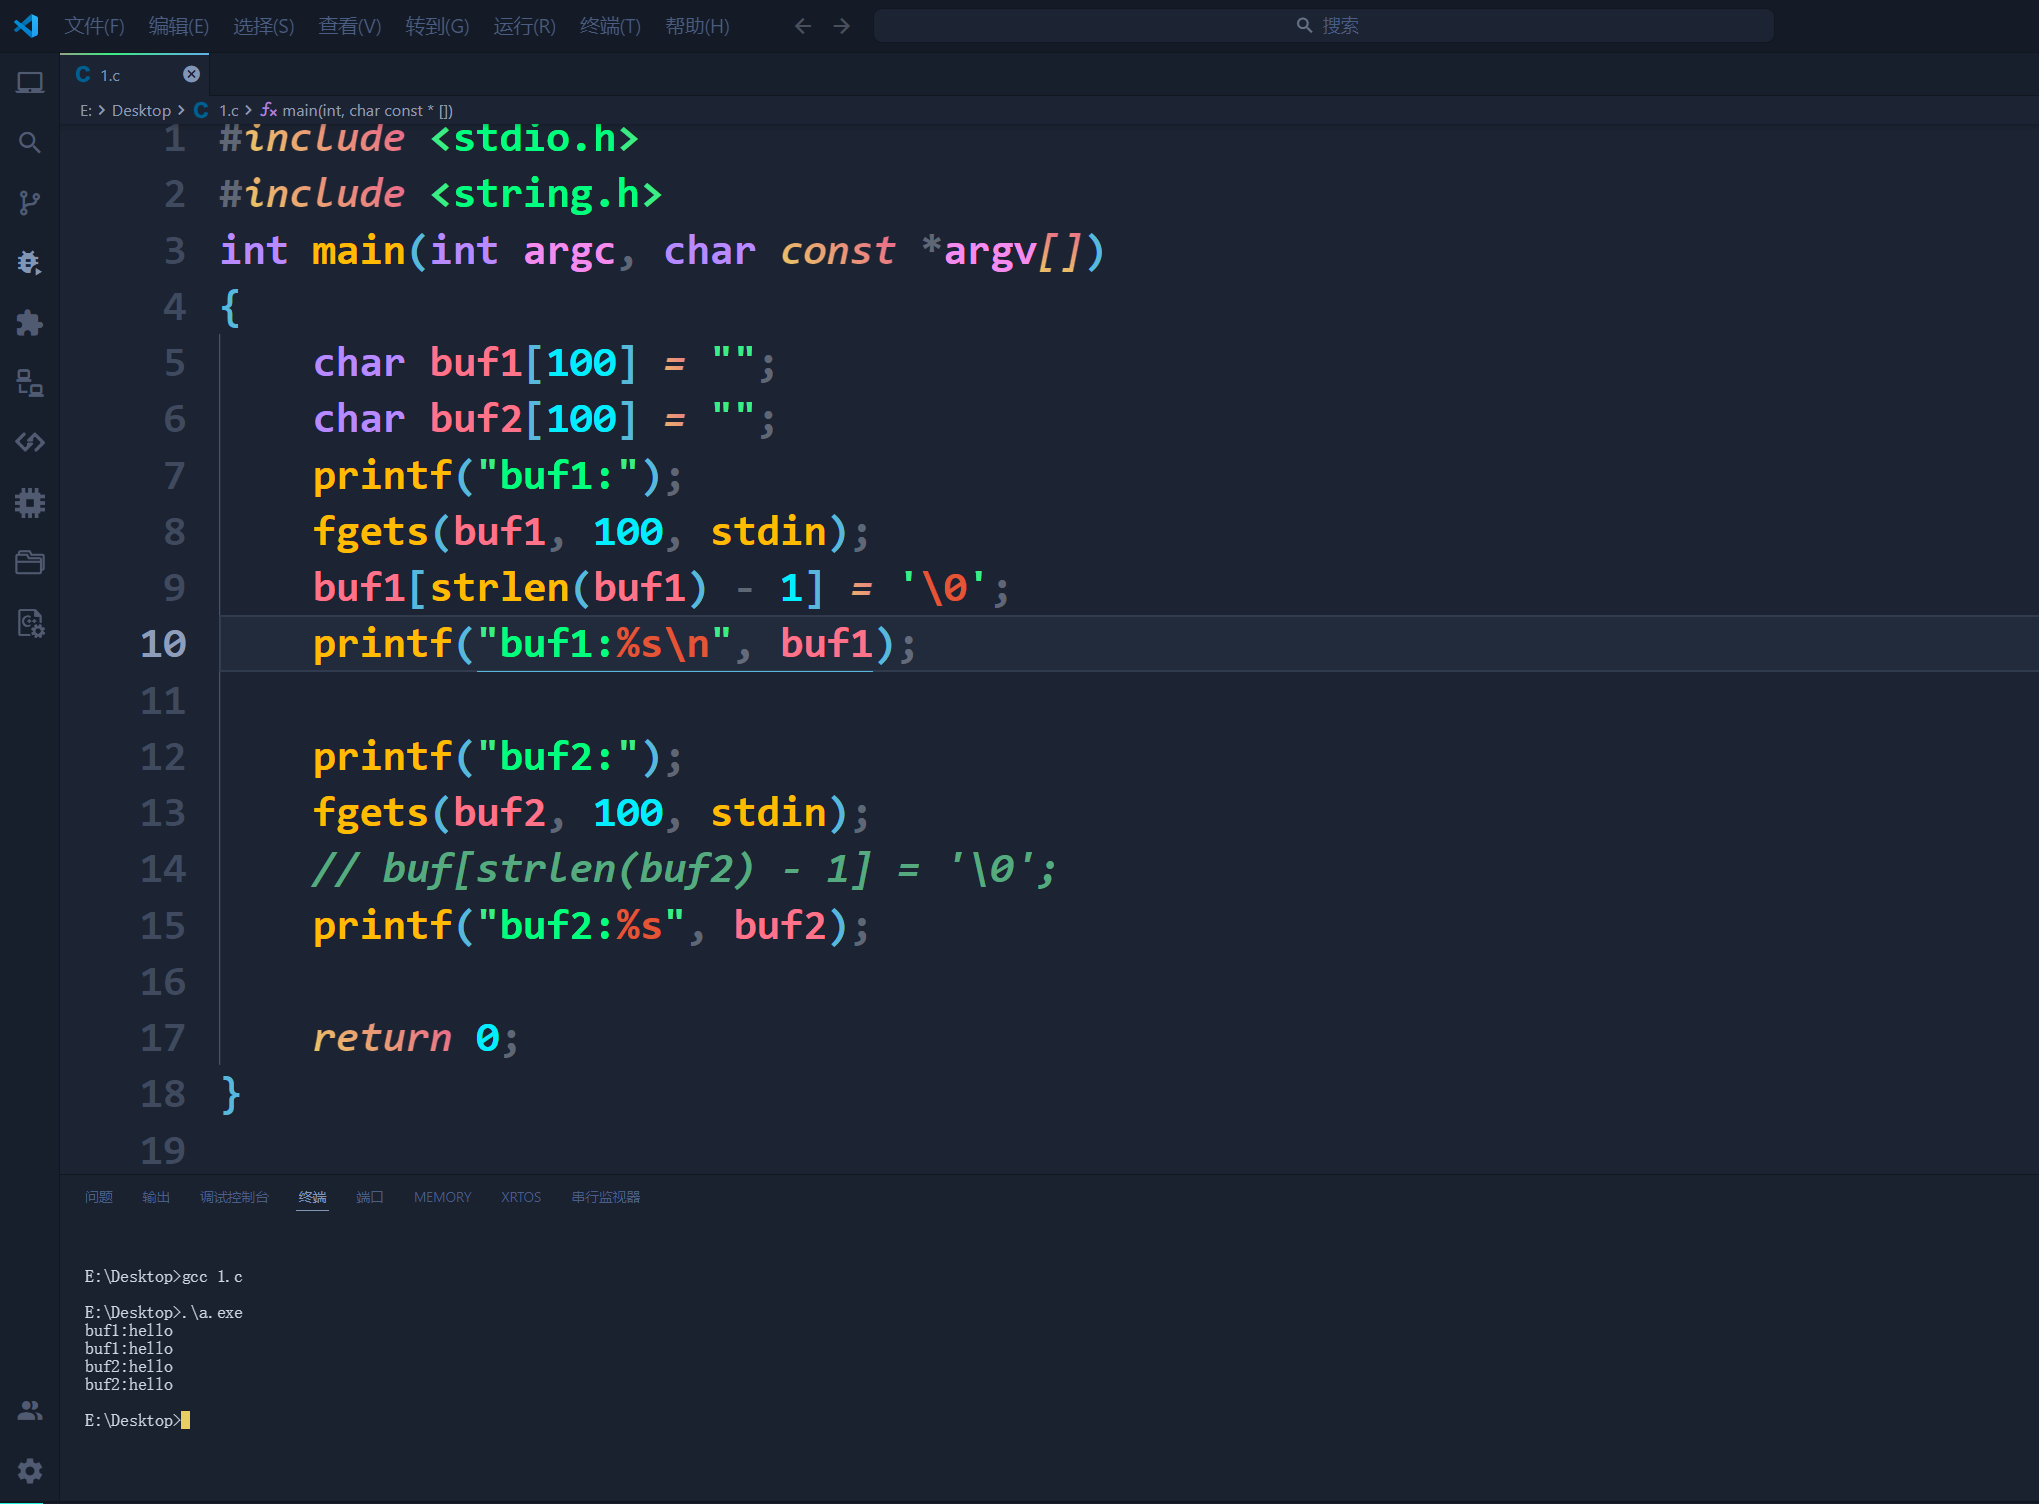 文件(F) 编辑(E) 选择(S) 查看(V) 转到(G) 运行(R) 终端(T) 帮助(H) 搜索
C 1.c
E: > Desktop > C 1.c > main(int, char const * [])
1 #include <stdio.h>
2 #include <string.h>
3 int main(int argc, char const *argv[])
4 {
5 char buf1[100] = "";
6 char buf2[100] = "";
7 printf("buf1:");
8 fgets(buf1, 100, stdin);
9 buf1[strlen(buf1) - 1] = '\0';
10 printf("buf1:%s\n", buf1);
11
12 printf("buf2:");
13 fgets(buf2, 100, stdin);
14 // buf[strlen(buf2) - 1] = '\0';
15 printf("buf2:%s", buf2);
16
17 return 0;
18 }
19
问题 输出 调试控制台 终端 端口 MEMORY XRTOS 串行监视器
E:\Desktop>gcc 1.c
E:\Desktop>.\a.exe
buf1:hello
buf1:hello
buf2:hello
buf2:hello
E:\Desktop>